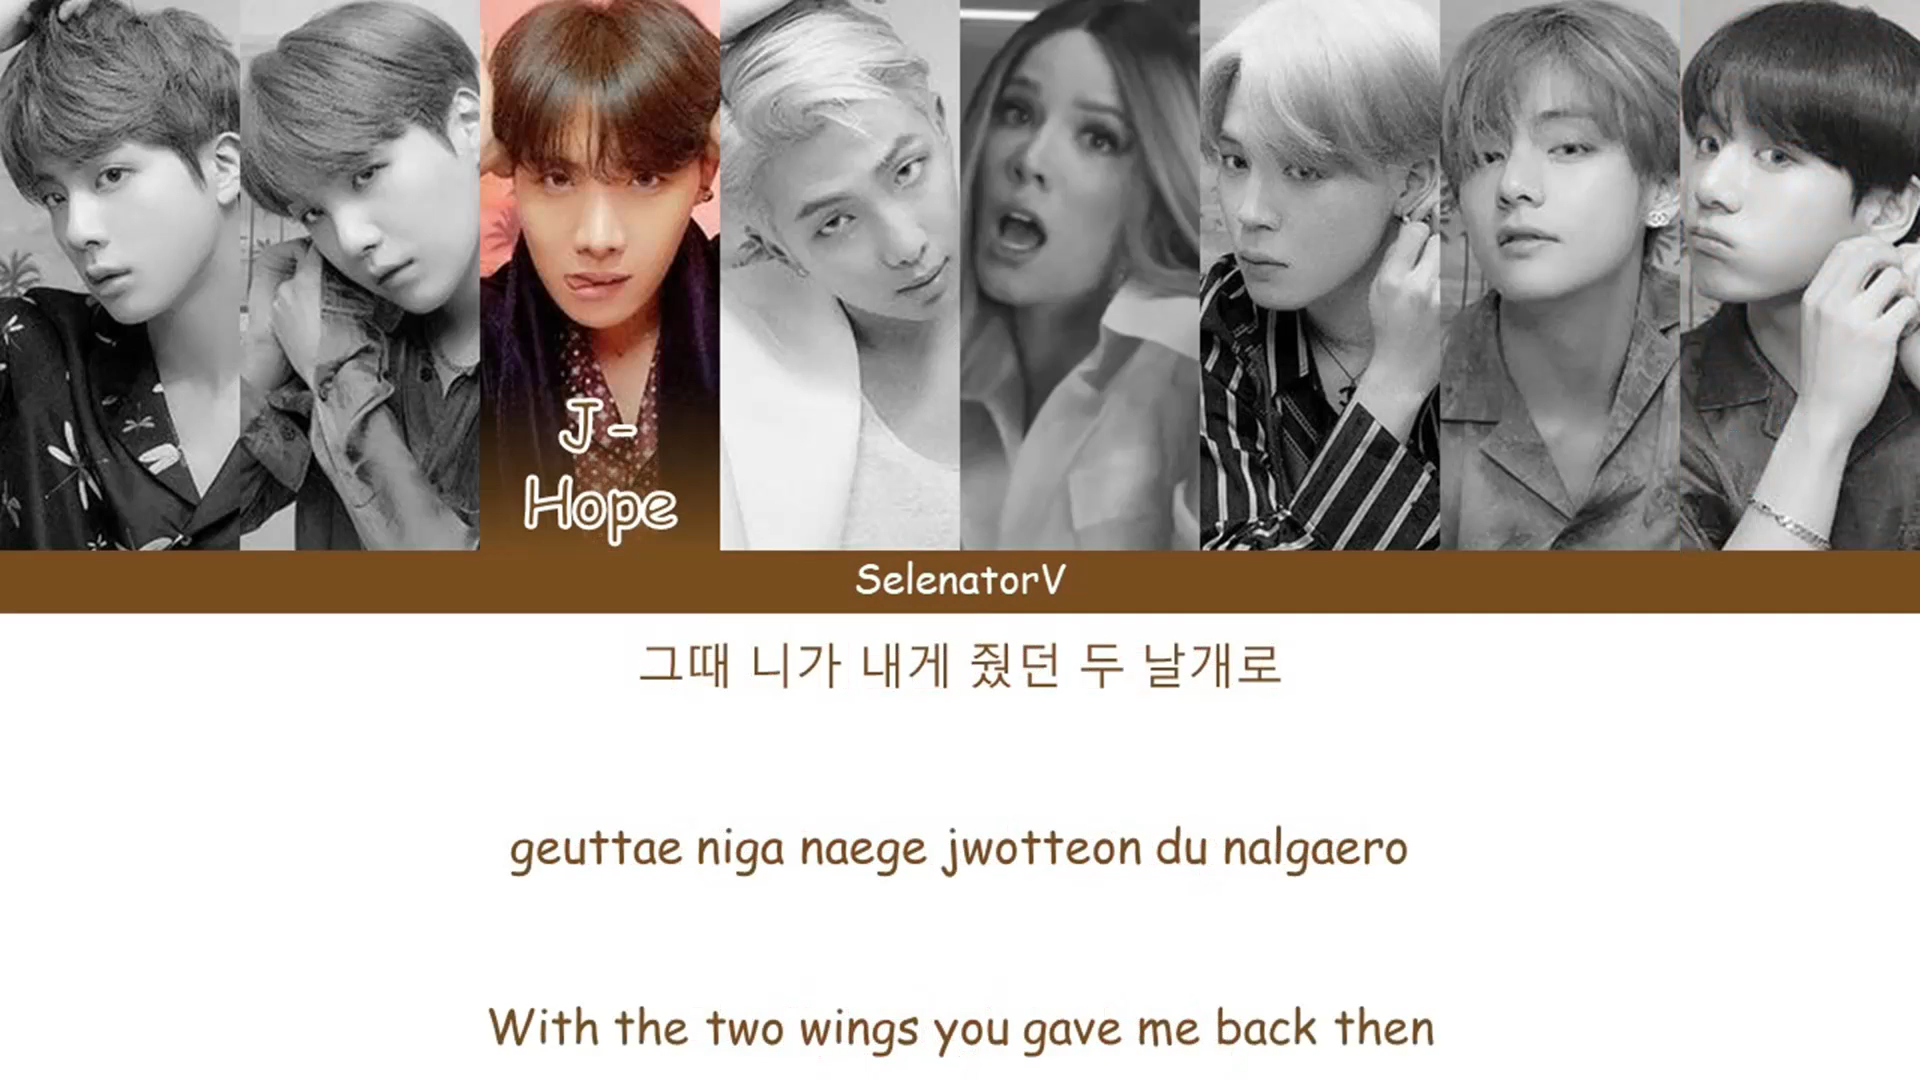 J-
Hope
SelenatorV
그때 니가 내게 줬던 두 날개로
geuttae niga naege jwotteon du nalgaero
With the two wings you gave me back then